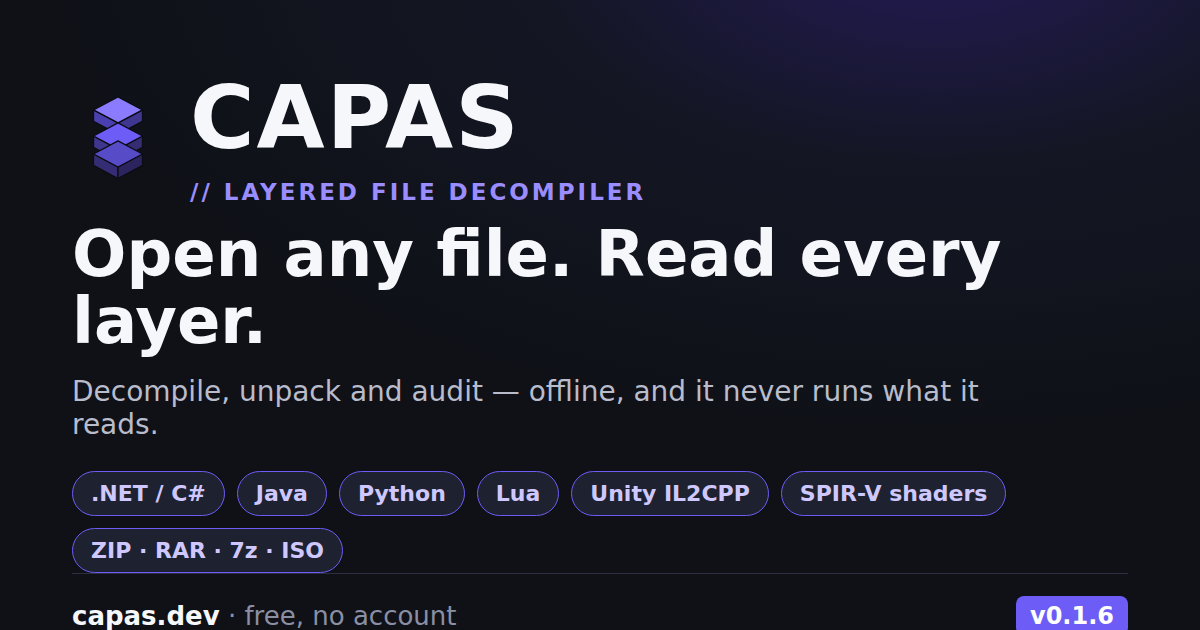 CAPAS
// LAYERED FILE DECOMPILER
Open any file. Read every
layer.
Decompile, unpack and audit — offline, and it never runs what it
reads.
.NET / C# Java Python Lua Unity IL2CPP SPIR-V shaders
ZIP · RAR · 7z · ISO
capas.dev · free, no account v0.1.6